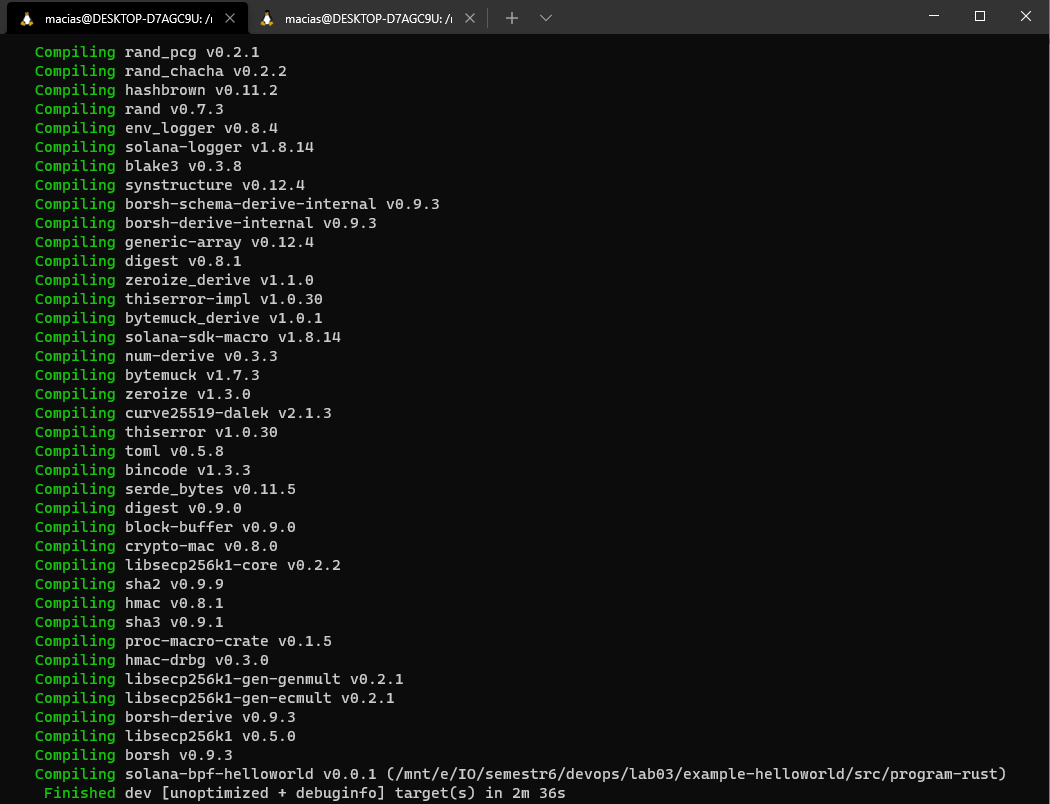 macias@DESKTOP-D7AGC9U: /
macias@DESKTOP-D7AGC9U: /
Compiling rand_pcg v0.2.1
Compiling rand_chacha v0.2.2
Compiling hashbrown v0.11.2
Compiling rand v0.7.3
Compiling env_logger v0.8.4
Compiling solana-logger v1.8.14
Compiling blake3 v0.3.8
Compiling synstructure v0.12.4
Compiling borsh-schema-derive-internal v0.9.3
Compiling borsh-derive-internal v0.9.3
Compiling generic-array v0.12.4
Compiling digest v0.8.1
Compiling zeroize_derive v1.1.0
Compiling thiserror-impl v1.0.30
Compiling bytemuck_derive v1.0.1
Compiling solana-sdk-macro v1.8.14
Compiling num-derive v0.3.3
Compiling bytemuck v1.7.3
Compiling zeroize v1.3.0
Compiling curve25519-dalek v2.1.3
Compiling thiserror v1.0.30
Compiling toml v0.5.8
Compiling bincode v1.3.3
Compiling serde_bytes v0.11.5
Compiling digest v0.9.0
Compiling block-buffer v0.9.0
Compiling crypto-mac v0.8.0
Compiling libsecp256k1-core v0.2.2
Compiling sha2 v0.9.9
Compiling hmac v0.8.1
Compiling sha3 v0.9.1
Compiling proc-macro-crate v0.1.5
Compiling hmac-drbg v0.3.0
Compiling libsecp256k1-gen-genmult v0.2.1
Compiling libsecp256k1-gen-ecmult v0.2.1
Compiling borsh-derive v0.9.3
Compiling libsecp256k1 v0.5.0
Compiling borsh v0.9.3
Compiling solana-bpf-helloworld v0.0.1 (/mnt/e/IO/semestr6/devops/lab03/example-helloworld/src/program-rust)
Finished dev [unoptimized + debuginfo] target(s) in 2m 36s